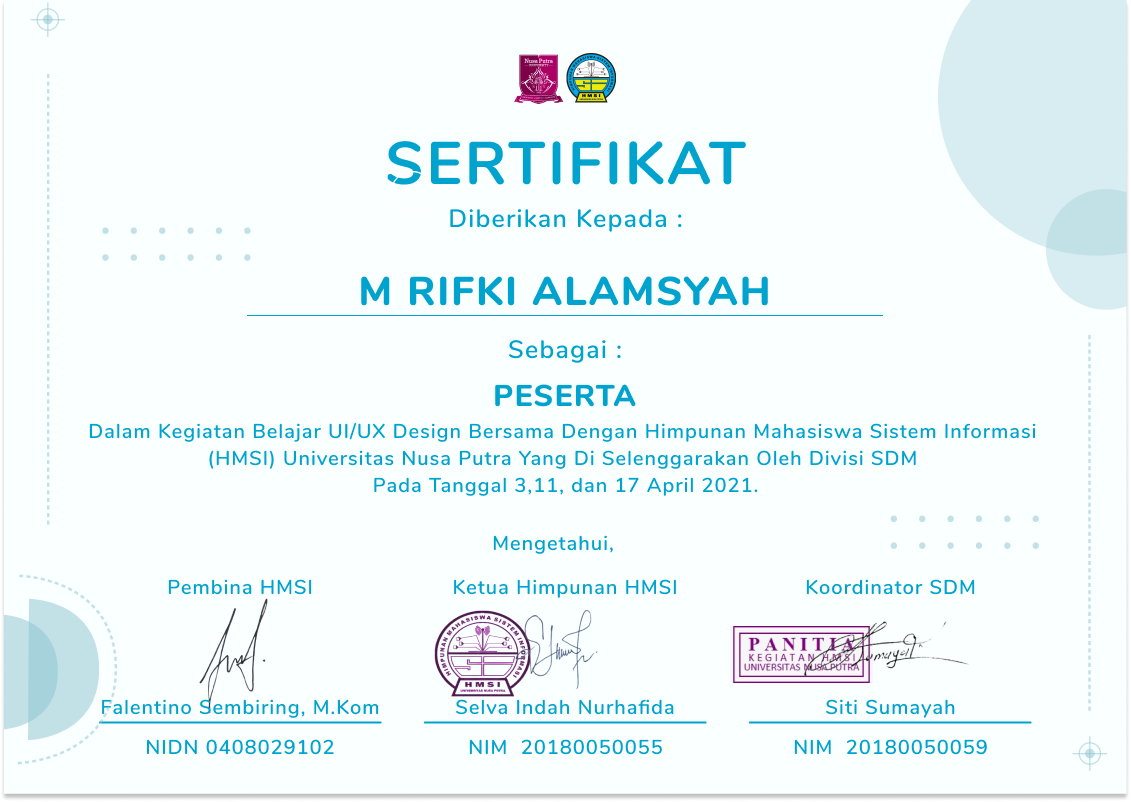 Nusa Putra
HMSI
SERTIFIKAT
Diberikan Kepada :
M RIFKI ALAMSYAH
Sebagai :
PESERTA
Dalam Kegiatan Belajar UI/UX Design Bersama Dengan Himpunan Mahasiswa Sistem Informasi
(HMSI) Universitas Nusa Putra Yang Di Selenggarakan Oleh Divisi SDM
Pada Tanggal 3,11, dan 17 April 2021.
Mengetahui,
Pembina HMSI Ketua Himpunan HMSI Koordinator SDM
HIMPUNAN MAHASISWA SISTEM INFORMASI
HMSI
UNIVERSITAS NUSA PUTRA
PANITIA
KEGIATAN HMSI
UNIVERSITAS NUSA PUTRA
Falentino Sembiring, M.Kom Selva Indah Nurhafida Siti Sumayah
NIDN 0408029102 NIM 20180050055 NIM 20180050059